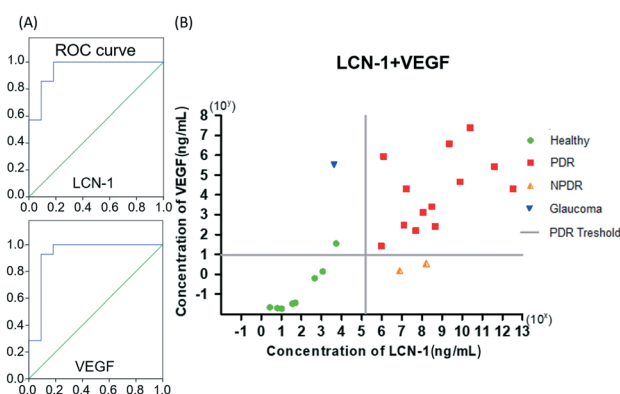 (A)
(B)
ROC curve
1.0
0.8
0.6
0.4
0.2
0.0
LCN-1
0.2 0.4 0.6 0.8 1.0
1.0
0.8
0.6
0.4
0.2
0.0
VEGF
0.0 0.2 0.4 0.6 0.8 1.0
LCN-1+VEGF
(10ʸ)
Concentration of VEGF(ng/mL)
8
7
6
5
4
3
2
1
0
-1
-1 0 1 2 3 4 5 6 7 8 9 10 11 12 13
(10ˣ)
Concentration of LCN-1(ng/mL)
Healthy
PDR
NPDR
Glaucoma
PDR Treshold